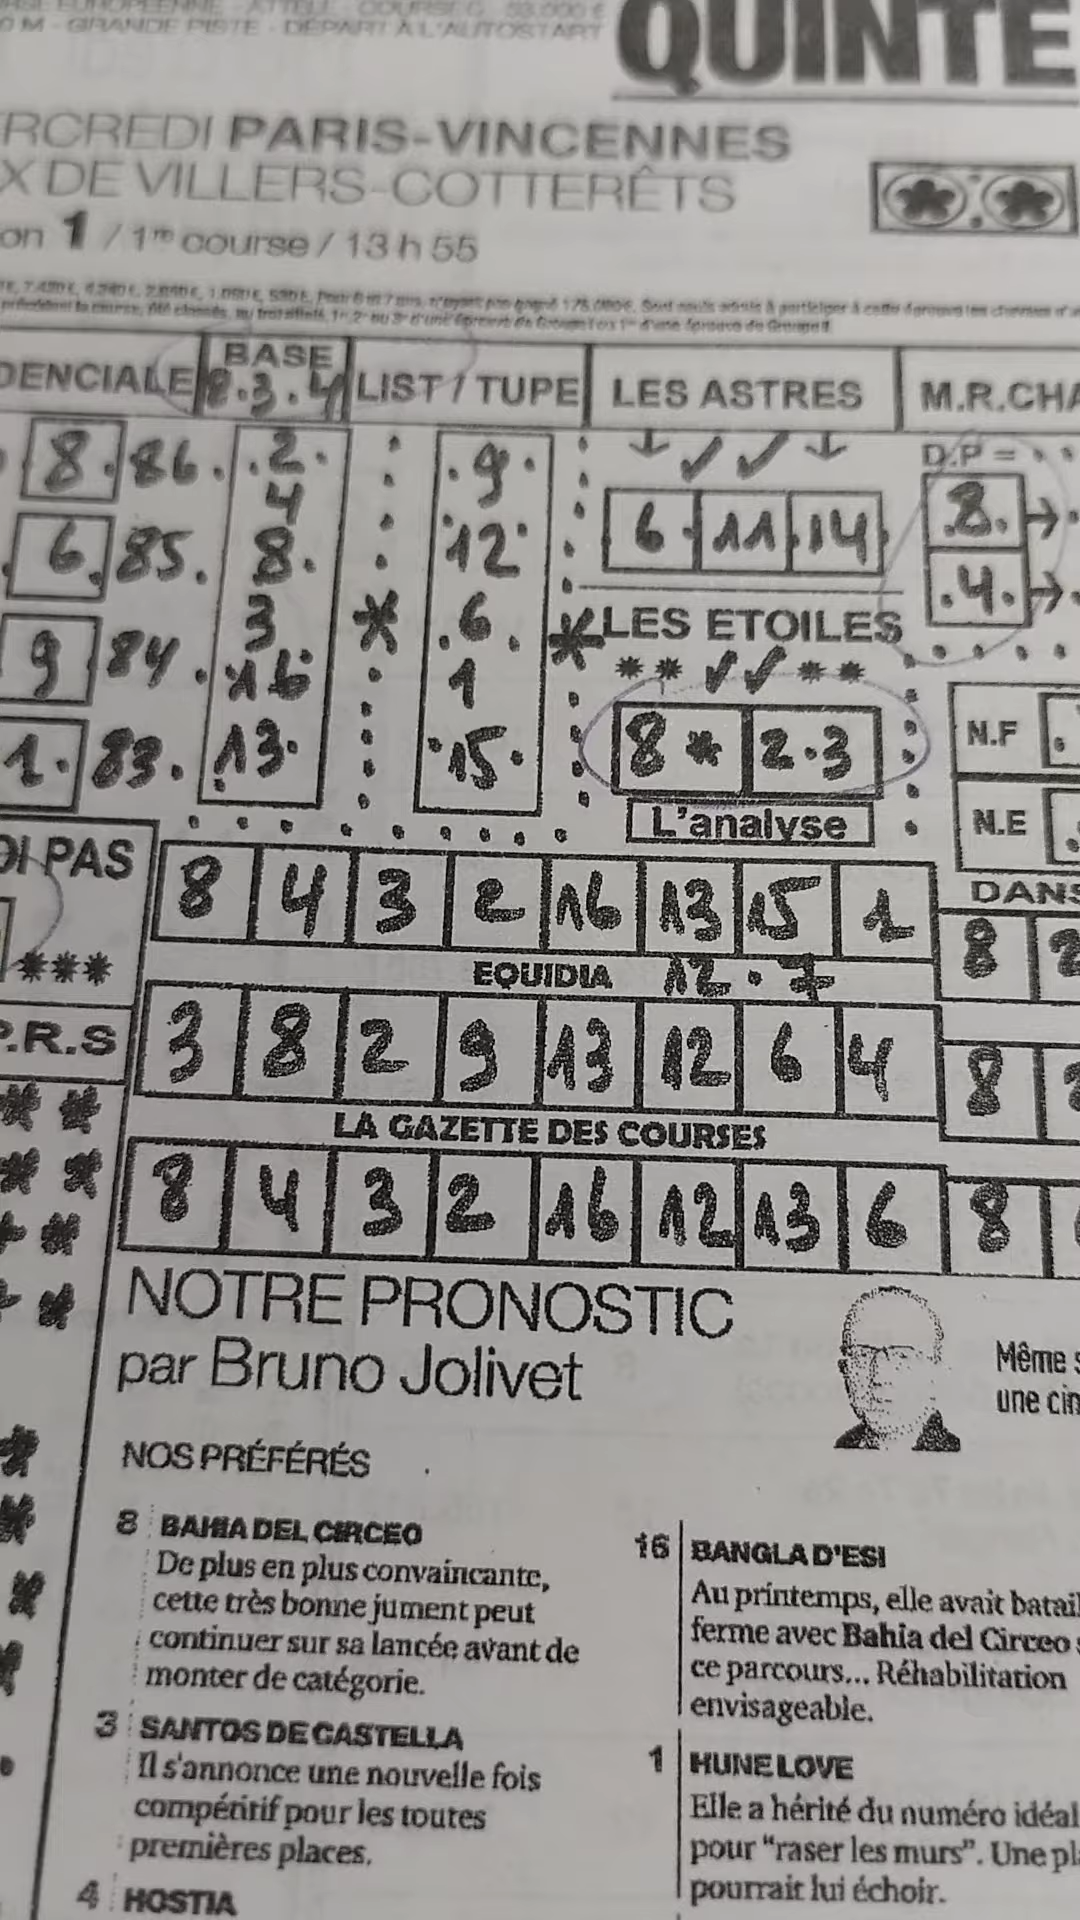 QUINTE
M - GRANDE PISTE - DÉPART À L'AUTOSTART
RCREDI PARIS-VINCENNES
X DE VILLERS-COTTERÊTS
on 1 / 1re course / 13 h 55
DENCIALE BASE LIST / TUPE LES ASTRES M.R.CHA
2.3.4
8. 86. .2. .9. D.P =
4
6. 85. 8. 12 6 11 14 .8.
.4.
9 84. 3 .6. LES ETOILES
16 1
1. 83. 13. 15. 8 * 2.3 N.F
L'analyse N.E
DI PAS 8 4 3 2 16 13 15 1 DANS
EQUIDIA 12 . 7 8 2
P.R.S 3 8 2 9 13 12 6 4 8
LA GAZETTE DES COURSES
8 4 3 2 16 12 13 6 8
NOTRE PRONOSTIC
par Bruno Jolivet
Même s
une cin
NOS PRÉFÉRÉS
8 BAHIA DEL CIRCEO
De plus en plus convaincante,
cette très bonne jument peut
continuer sur sa lancée avant de
monter de catégorie.
3 SANTOS DE CASTELLA
Il s'annonce une nouvelle fois
compétitif pour les toutes
premières places.
4 HOSTIA
16 BANGLA D'ESI
Au printemps, elle avait batail
ferme avec Bahia del Circeo s
ce parcours... Réhabilitation
envisageable.
1 HUNE LOVE
Elle a hérité du numéro idéal
pour "raser les murs". Une pl
pourrait lui échoir.